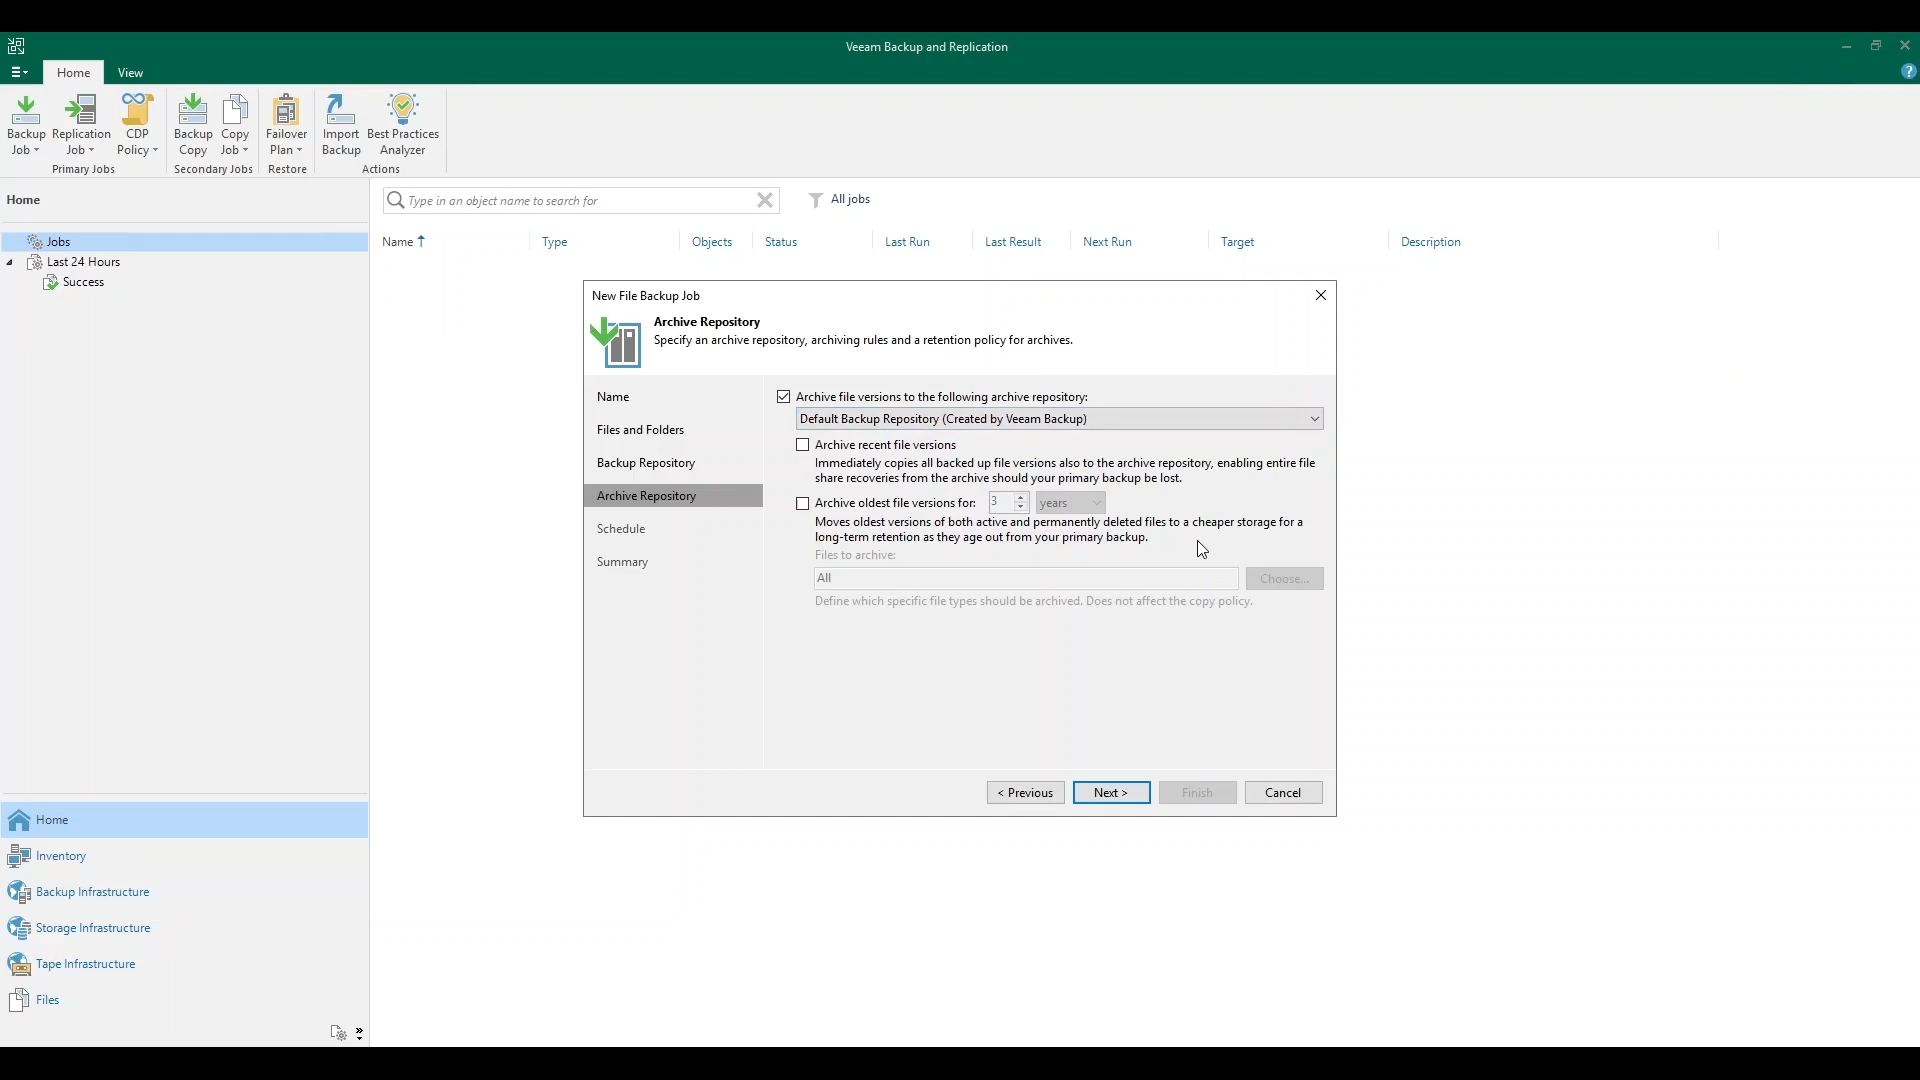 Veeam Backup and Replication
Home
View
Backup
Job
Replication
Job
CDP
Policy
Primary Jobs
Backup
Copy
Copy
Job
Secondary Jobs
Failover
Plan
Restore
Import
Backup
Best Practices
Analyzer
Actions
?
Home
Jobs
Last 24 Hours
Success
Type in an object name to search for
All jobs
Name
Type
Objects
Status
Last Run
Last Result
Next Run
Target
Description
New File Backup Job
Archive Repository
Specify an archive repository, archiving rules and a retention policy for archives.
Name
Files and Folders
Backup Repository
Archive Repository
Schedule
Summary
Archive file versions to the following archive repository:
Default Backup Repository (Created by Veeam Backup)
Archive recent file versions
Immediately copies all backed up file versions also to the archive repository, enabling entire file
share recoveries from the archive should your primary backup be lost.
Archive oldest file versions for: 3 years
Moves oldest versions of both active and permanently deleted files to a cheaper storage for a
long-term retention as they age out from your primary backup.
Files to archive:
All
Choose...
Define which specific file types should be archived. Does not affect the copy policy.
< Previous
Next >
Finish
Cancel
Home
Inventory
Backup Infrastructure
Storage Infrastructure
Tape Infrastructure
Files